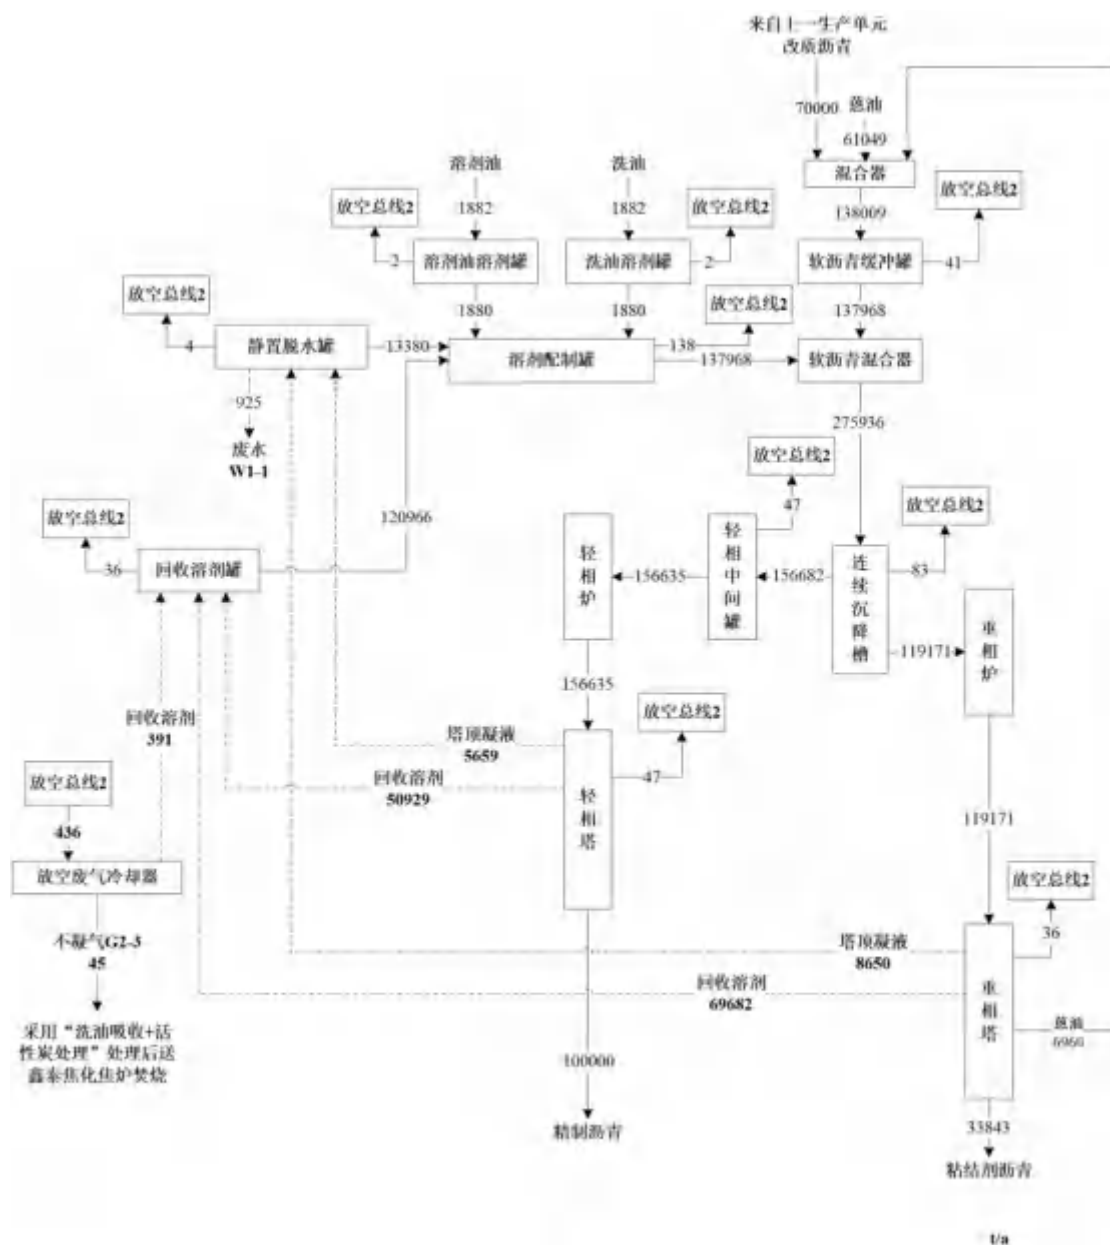 来自上一生产单元
改质沥青
70000
蒽油
61049
混合器
138009
放空总线2
41
软沥青缓冲罐
137968
溶剂油
1882
放空总线2
2
溶剂油溶剂罐
1880
洗油
1882
放空总线2
2
洗油溶剂罐
1880
放空总线2
138
放空总线2
4
静置脱水罐
13380
溶剂配制罐
137968
软沥青混合器
275936
925
废水
W1-1
放空总线2
36
回收溶剂罐
120966
放空总线2
47
轻相炉
156635
轻相中间罐
156682
连续沉降槽
放空总线2
83
119171
重相炉
156635
回收溶剂
391
塔顶凝液
5659
放空总线2
47
回收溶剂
50929
轻相塔
119171
放空总线2
436
放空废气冷却器
不凝气G2-3
45
采用“洗油吸收+活
性炭处理”处理后送
鑫泰焦化焦炉焚烧
放空总线2
36
塔顶凝液
8650
回收溶剂
69682
重相塔
蒽油
6960
100000
精制沥青
33843
粘结剂沥青
t/a